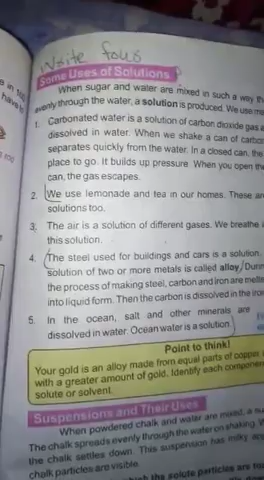 write four
Some Uses of Solutions
When sugar and water are mixed in such a way
evenly through the water, a solution is produced. We use
1. Carbonated water is a solution of carbon dioxide gas
dissolved in water. When we shake a can of
separates quickly from the water. In a closed can, the
place to go. It builds up pressure. When you open the
can, the gas escapes.
2. We use lemonade and tea in our homes. These
solutions too.
3. The air is a solution of different gases. We breathe
this solution.
4. The steel used for buildings and cars is a solution.
solution of two or more metals is called alloy.
the process of making steel, carbon and iron are
into liquid form. Then the carbon is dissolved in the
5. In the ocean, salt and other minerals are
dissolved in water. Ocean water is a solution
Point to think!
Your gold is an alloy made from equal parts of copper
with a greater amount of gold. Identify each
solute or solvent.
Suspensions and Their Uses
When powdered chalk and water are mixed, a
The chalk spreads evenly through the water on shaking.
the chalk settles down. This suspension has milky
chalk particles are visible.
the solute particles are